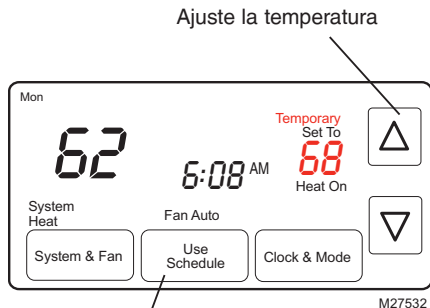 Ajuste la temperatura
Mon
62
6:08 AM
Temporary
Set To
68
Heat On
System
Heat
Fan Auto
System & Fan
Use
Schedule
Clock & Mode
M27532